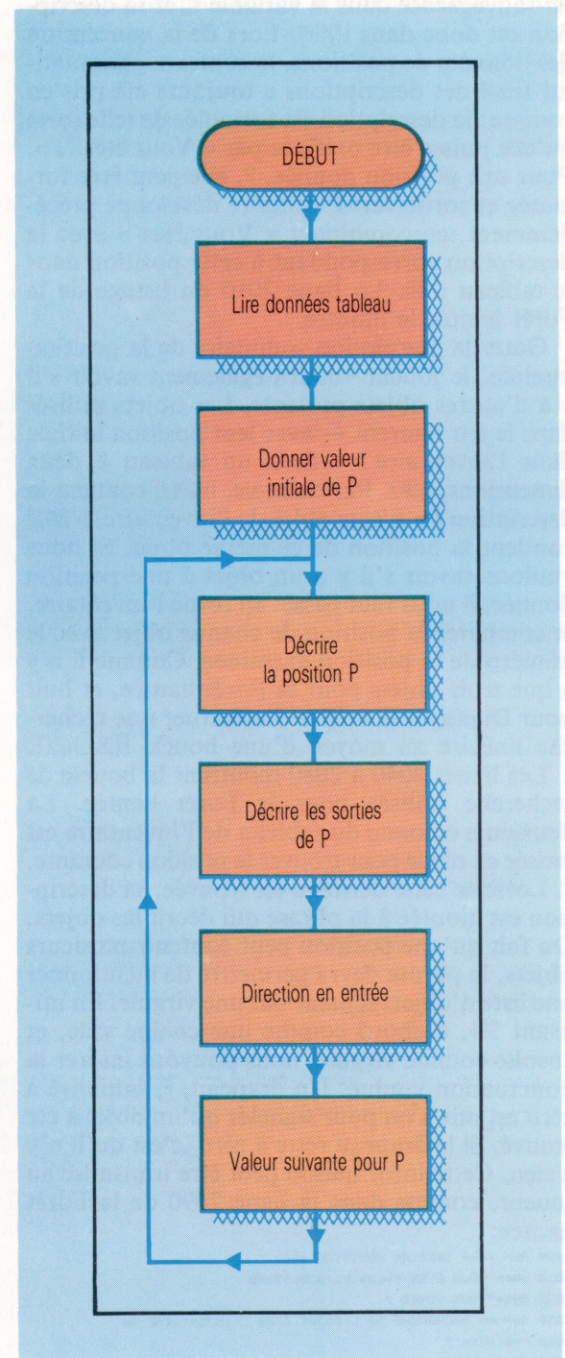 DÉBUT
Lire données tableau
Donner valeur
initiale de P
Décrire
la position P
Décrire les sorties
de P
Direction en entrée
Valeur suivante pour P